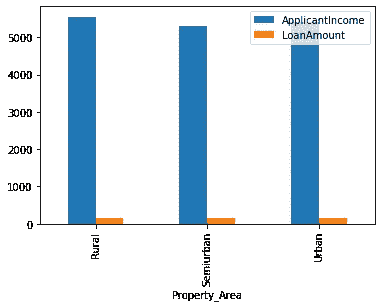 ApplicantIncome
LoanAmount
5000
4000
3000
2000
1000
0
Rural
Semiurban
Urban
Property_Area